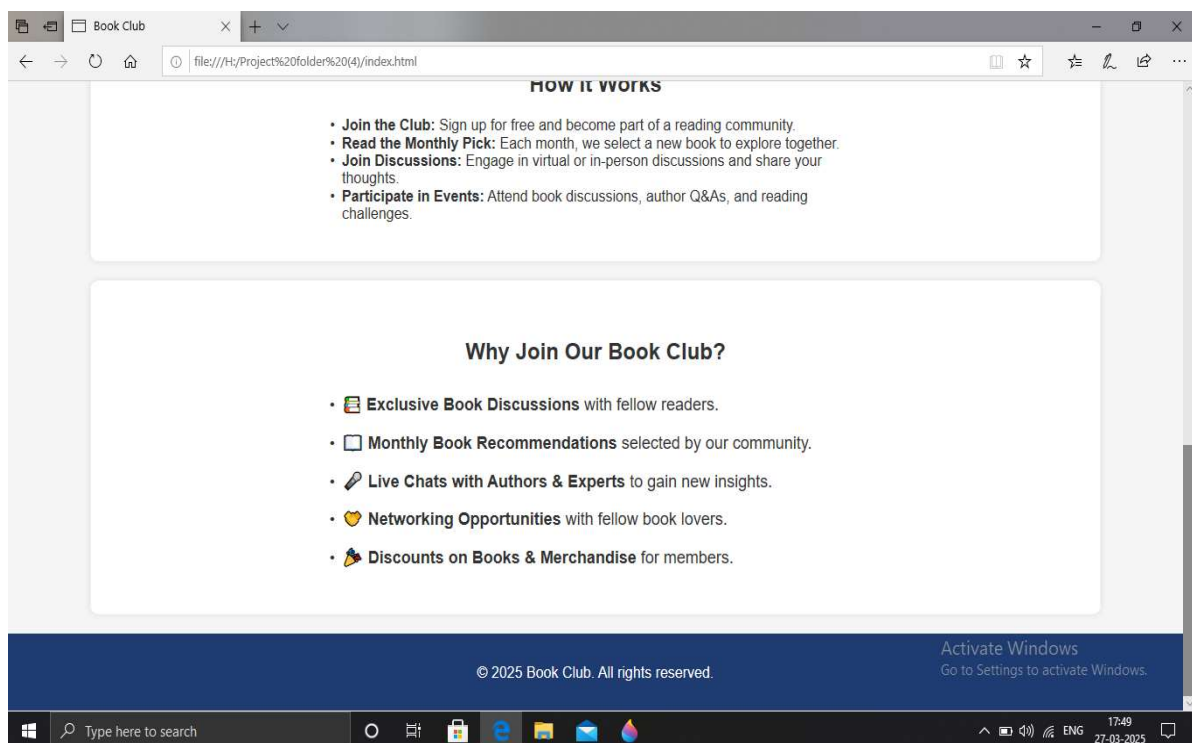 Book Club
file:///H:/Project%20folder%20(4)/index.html
How It Works
• Join the Club: Sign up for free and become part of a reading community.
• Read the Monthly Pick: Each month, we select a new book to explore together.
• Join Discussions: Engage in virtual or in-person discussions and share your
thoughts.
• Participate in Events: Attend book discussions, author Q&As, and reading
challenges.
Why Join Our Book Club?
• Exclusive Book Discussions with fellow readers.
• Monthly Book Recommendations selected by our community.
• Live Chats with Authors & Experts to gain new insights.
• Networking Opportunities with fellow book lovers.
• Discounts on Books & Merchandise for members.
© 2025 Book Club. All rights reserved.
Activate Windows
Go to Settings to activate Windows.
Type here to search
ENG
17:49
27-03-2025